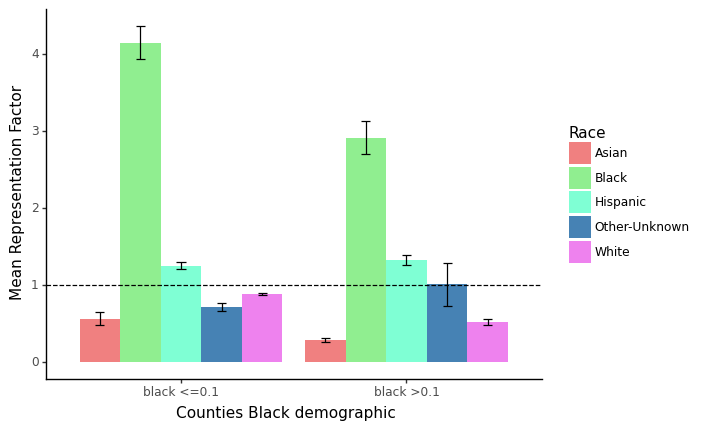 Mean Representation Factor
4
3
2
1
0
black <=0.1
black >0.1
Counties Black demographic
Race
Asian
Black
Hispanic
Other-Unknown
White